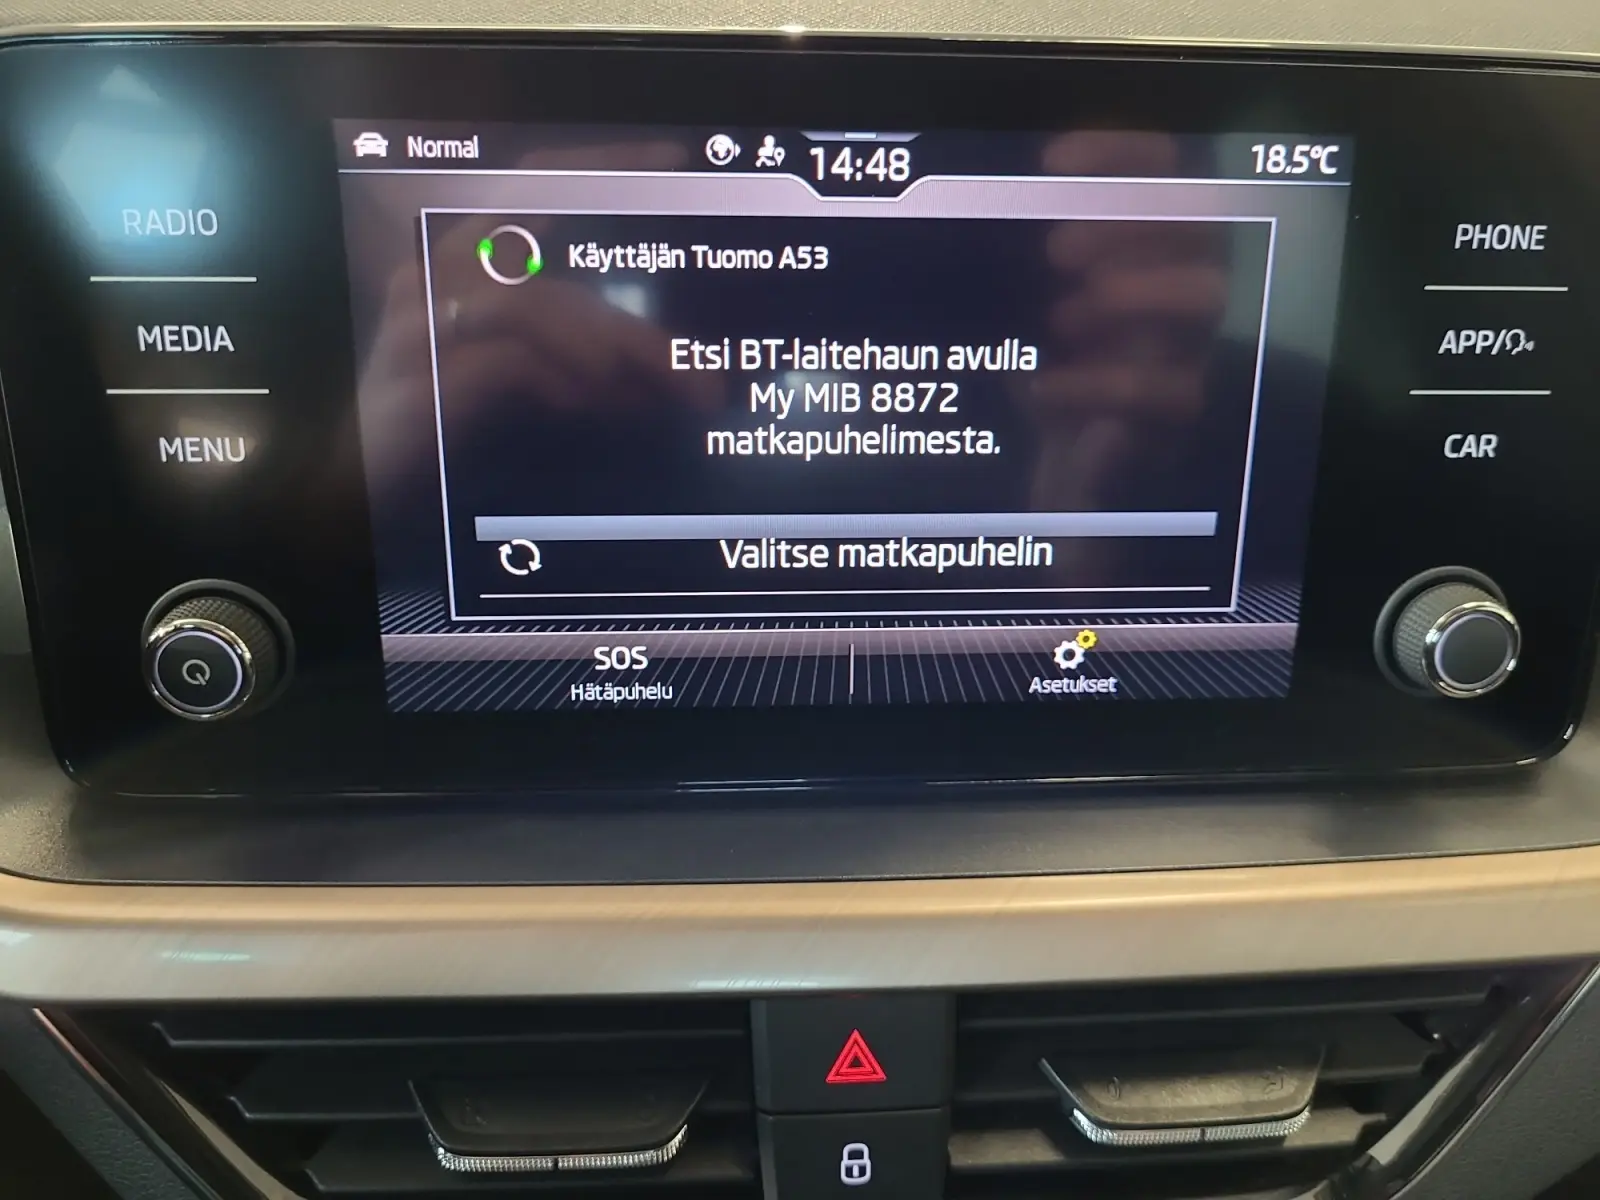 Normal
14:48
18.5°C
RADIO
MEDIA
MENU
Käyttäjän Tuomo A53
Etsi BT-laitehaun avulla
My MIB 8872
matkapuhelimesta.
Valitse matkapuhelin
SOS
Hätäpuhelu
Asetukset
PHONE
APP/
CAR